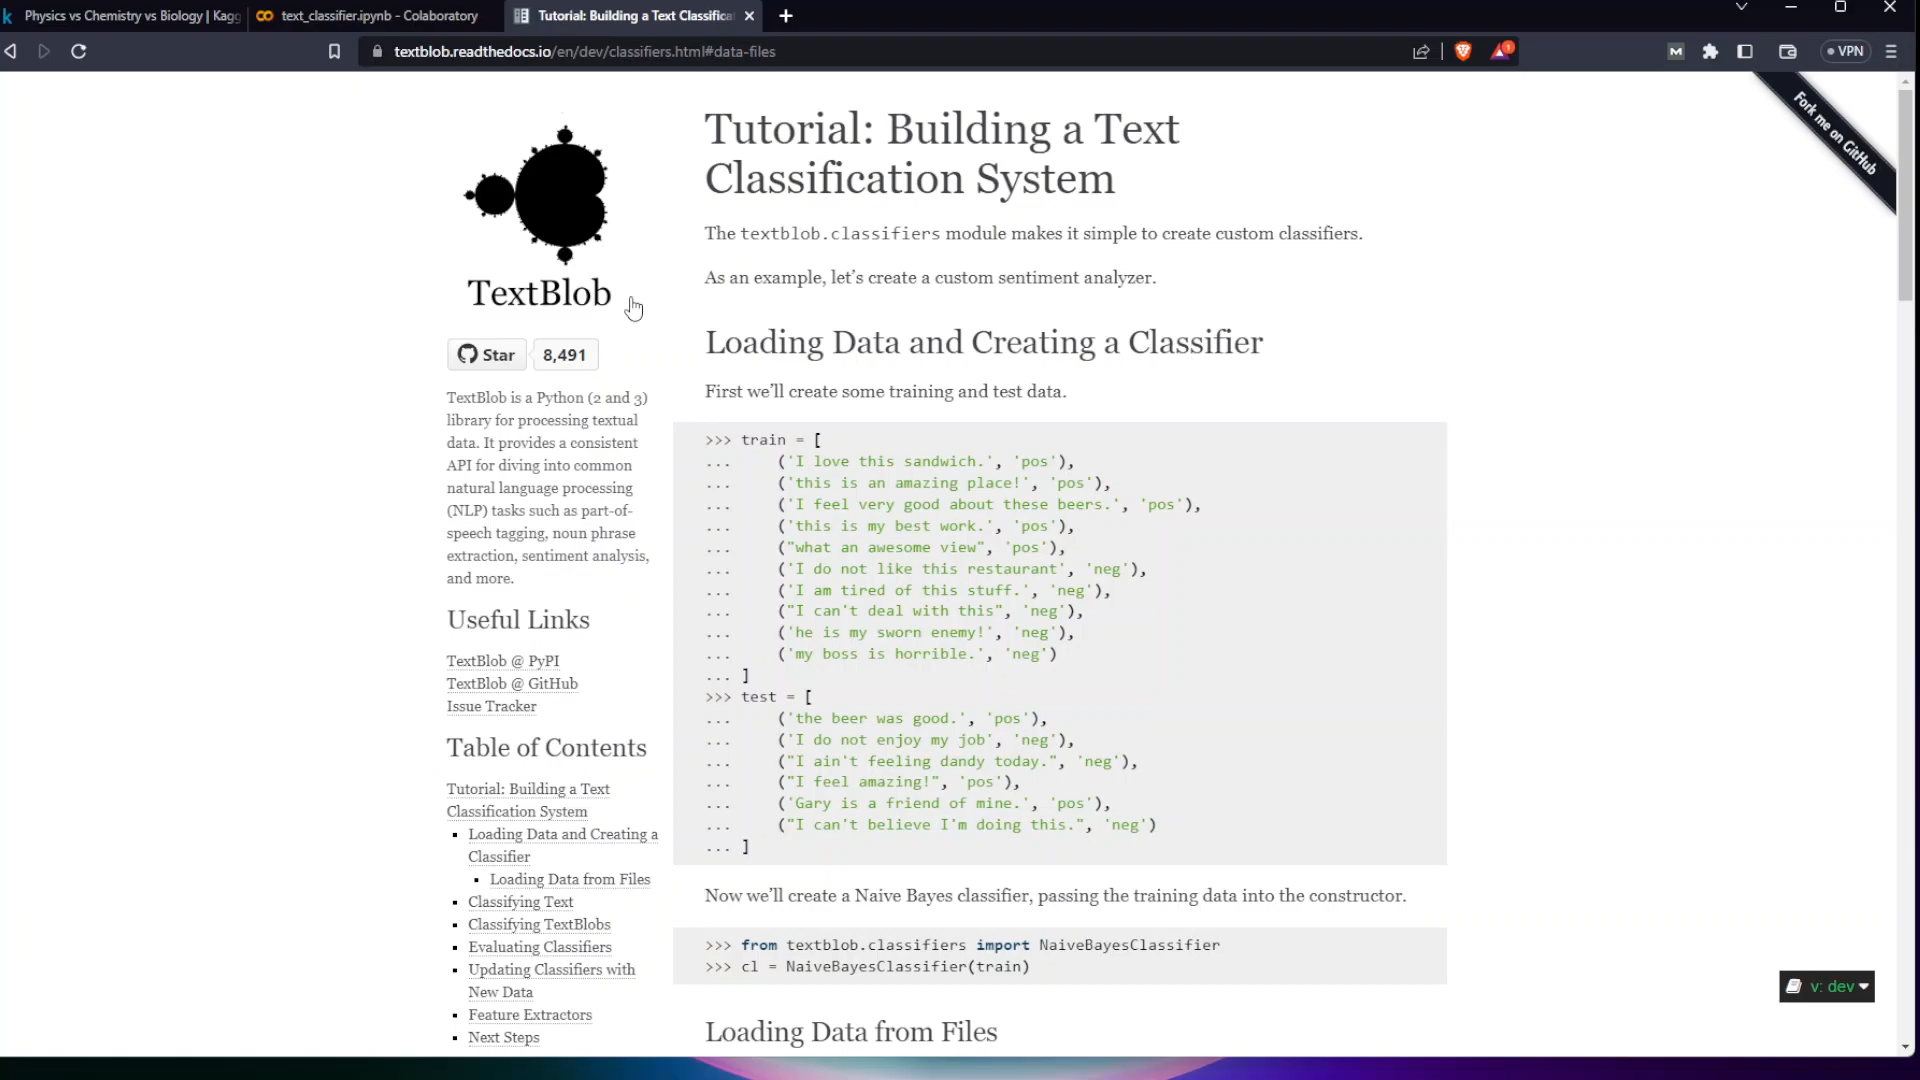 Physics vs Chemistry vs Biology | Kagg
text_classifier.ipynb - Colaboratory
Tutorial: Building a Text Classifica
textblob.readthedocs.io/en/dev/classifiers.html#data-files
1
M
VPN
Fork me on GitHub
TextBlob
Star
8,491
TextBlob is a Python (2 and 3)
library for processing textual
data. It provides a consistent
API for diving into common
natural language processing
(NLP) tasks such as part-of-
speech tagging, noun phrase
extraction, sentiment analysis,
and more.
Useful Links
TextBlob @ PyPI
TextBlob @ GitHub
Issue Tracker
Table of Contents
Tutorial: Building a Text
Classification System
Loading Data and Creating a
Classifier
Loading Data from Files
Classifying Text
Classifying TextBlobs
Evaluating Classifiers
Updating Classifiers with
New Data
Feature Extractors
Next Steps
Tutorial: Building a Text
Classification System
The textblob.classifiers module makes it simple to create custom classifiers.
As an example, let’s create a custom sentiment analyzer.
Loading Data and Creating a Classifier
First we’ll create some training and test data.
>>> train = [
...     ('I love this sandwich.', 'pos'),
...     ('this is an amazing place!', 'pos'),
...     ('I feel very good about these beers.', 'pos'),
...     ('this is my best work.', 'pos'),
...     ("what an awesome view", 'pos'),
...     ('I do not like this restaurant', 'neg'),
...     ('I am tired of this stuff.', 'neg'),
...     ("I can't deal with this", 'neg'),
...     ('he is my sworn enemy!', 'neg'),
...     ('my boss is horrible.', 'neg')
... ]
>>> test = [
...     ('the beer was good.', 'pos'),
...     ('I do not enjoy my job', 'neg'),
...     ("I ain't feeling dandy today.", 'neg'),
...     ("I feel amazing!", 'pos'),
...     ('Gary is a friend of mine.', 'pos'),
...     ("I can't believe I'm doing this.", 'neg')
... ]
Now we’ll create a Naive Bayes classifier, passing the training data into the constructor.
>>> from textblob.classifiers import NaiveBayesClassifier
>>> cl = NaiveBayesClassifier(train)
Loading Data from Files
v: dev